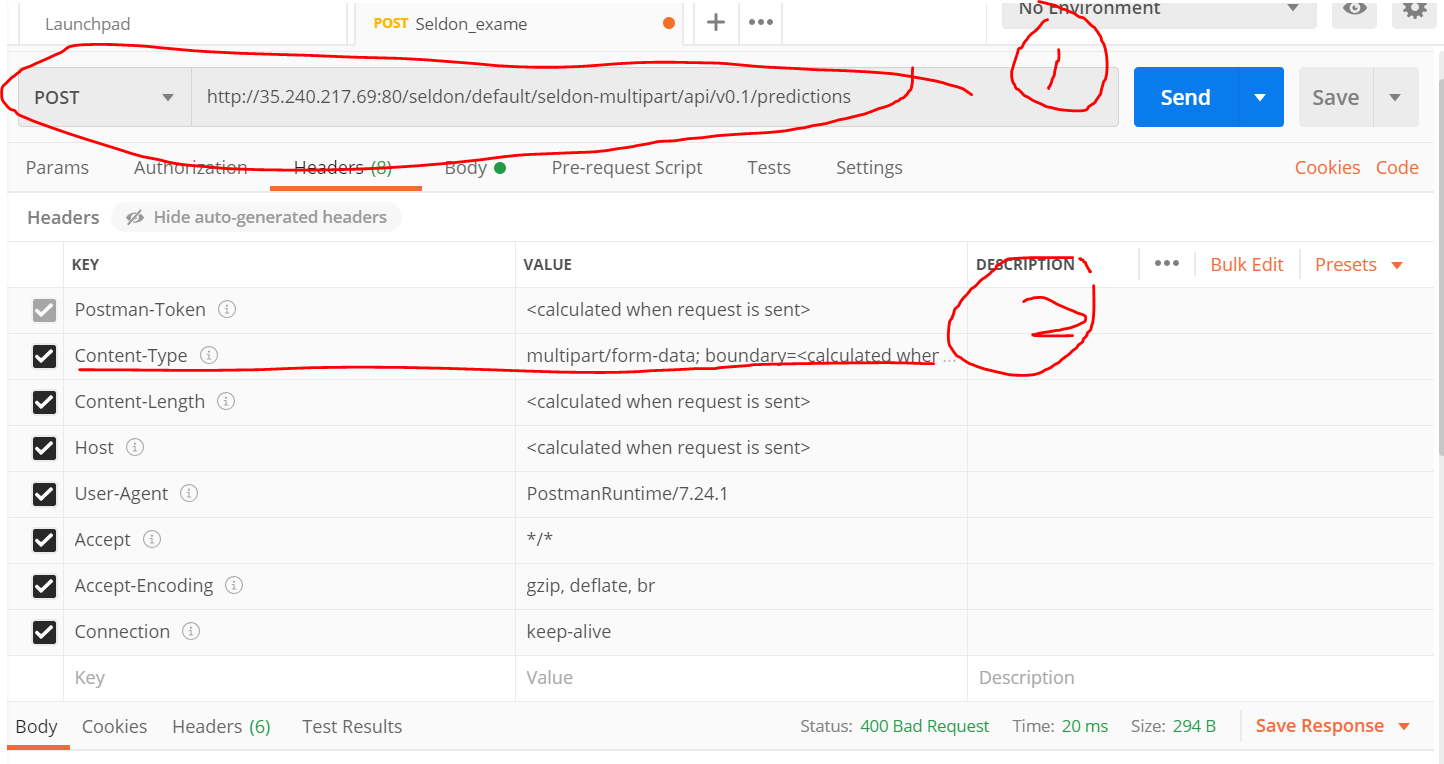 Launchpad
POST Seldon_exame
No Environment
1
POST
http://35.240.217.69:80/seldon/default/seldon-multipart/api/v0.1/predictions
Send
Save
Params Authorization Headers (8) Body Pre-request Script Tests Settings Cookies Code
Headers Hide auto-generated headers
KEY VALUE DESCRIPTION ••• Bulk Edit Presets
2
Postman-Token <calculated when request is sent>
Content-Type multipart/form-data; boundary=<calculated wher ...
Content-Length <calculated when request is sent>
Host <calculated when request is sent>
User-Agent PostmanRuntime/7.24.1
Accept */*
Accept-Encoding gzip, deflate, br
Connection keep-alive
Key Value Description
Body Cookies Headers (6) Test Results Status: 400 Bad Request Time: 20 ms Size: 294 B Save Response